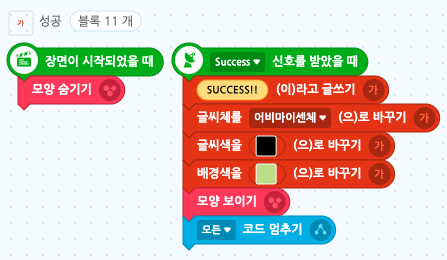 가 성공 블록 11 개
장면이 시작되었을 때
모양 숨기기
Success 신호를 받았을 때
SUCCESS!! (이)라고 글쓰기 가
글씨체를 어비마이센체 (으)로 바꾸기 가
글씨색을 (으)로 바꾸기 가
배경색을 (으)로 바꾸기 가
모양 보이기
모든 코드 멈추기